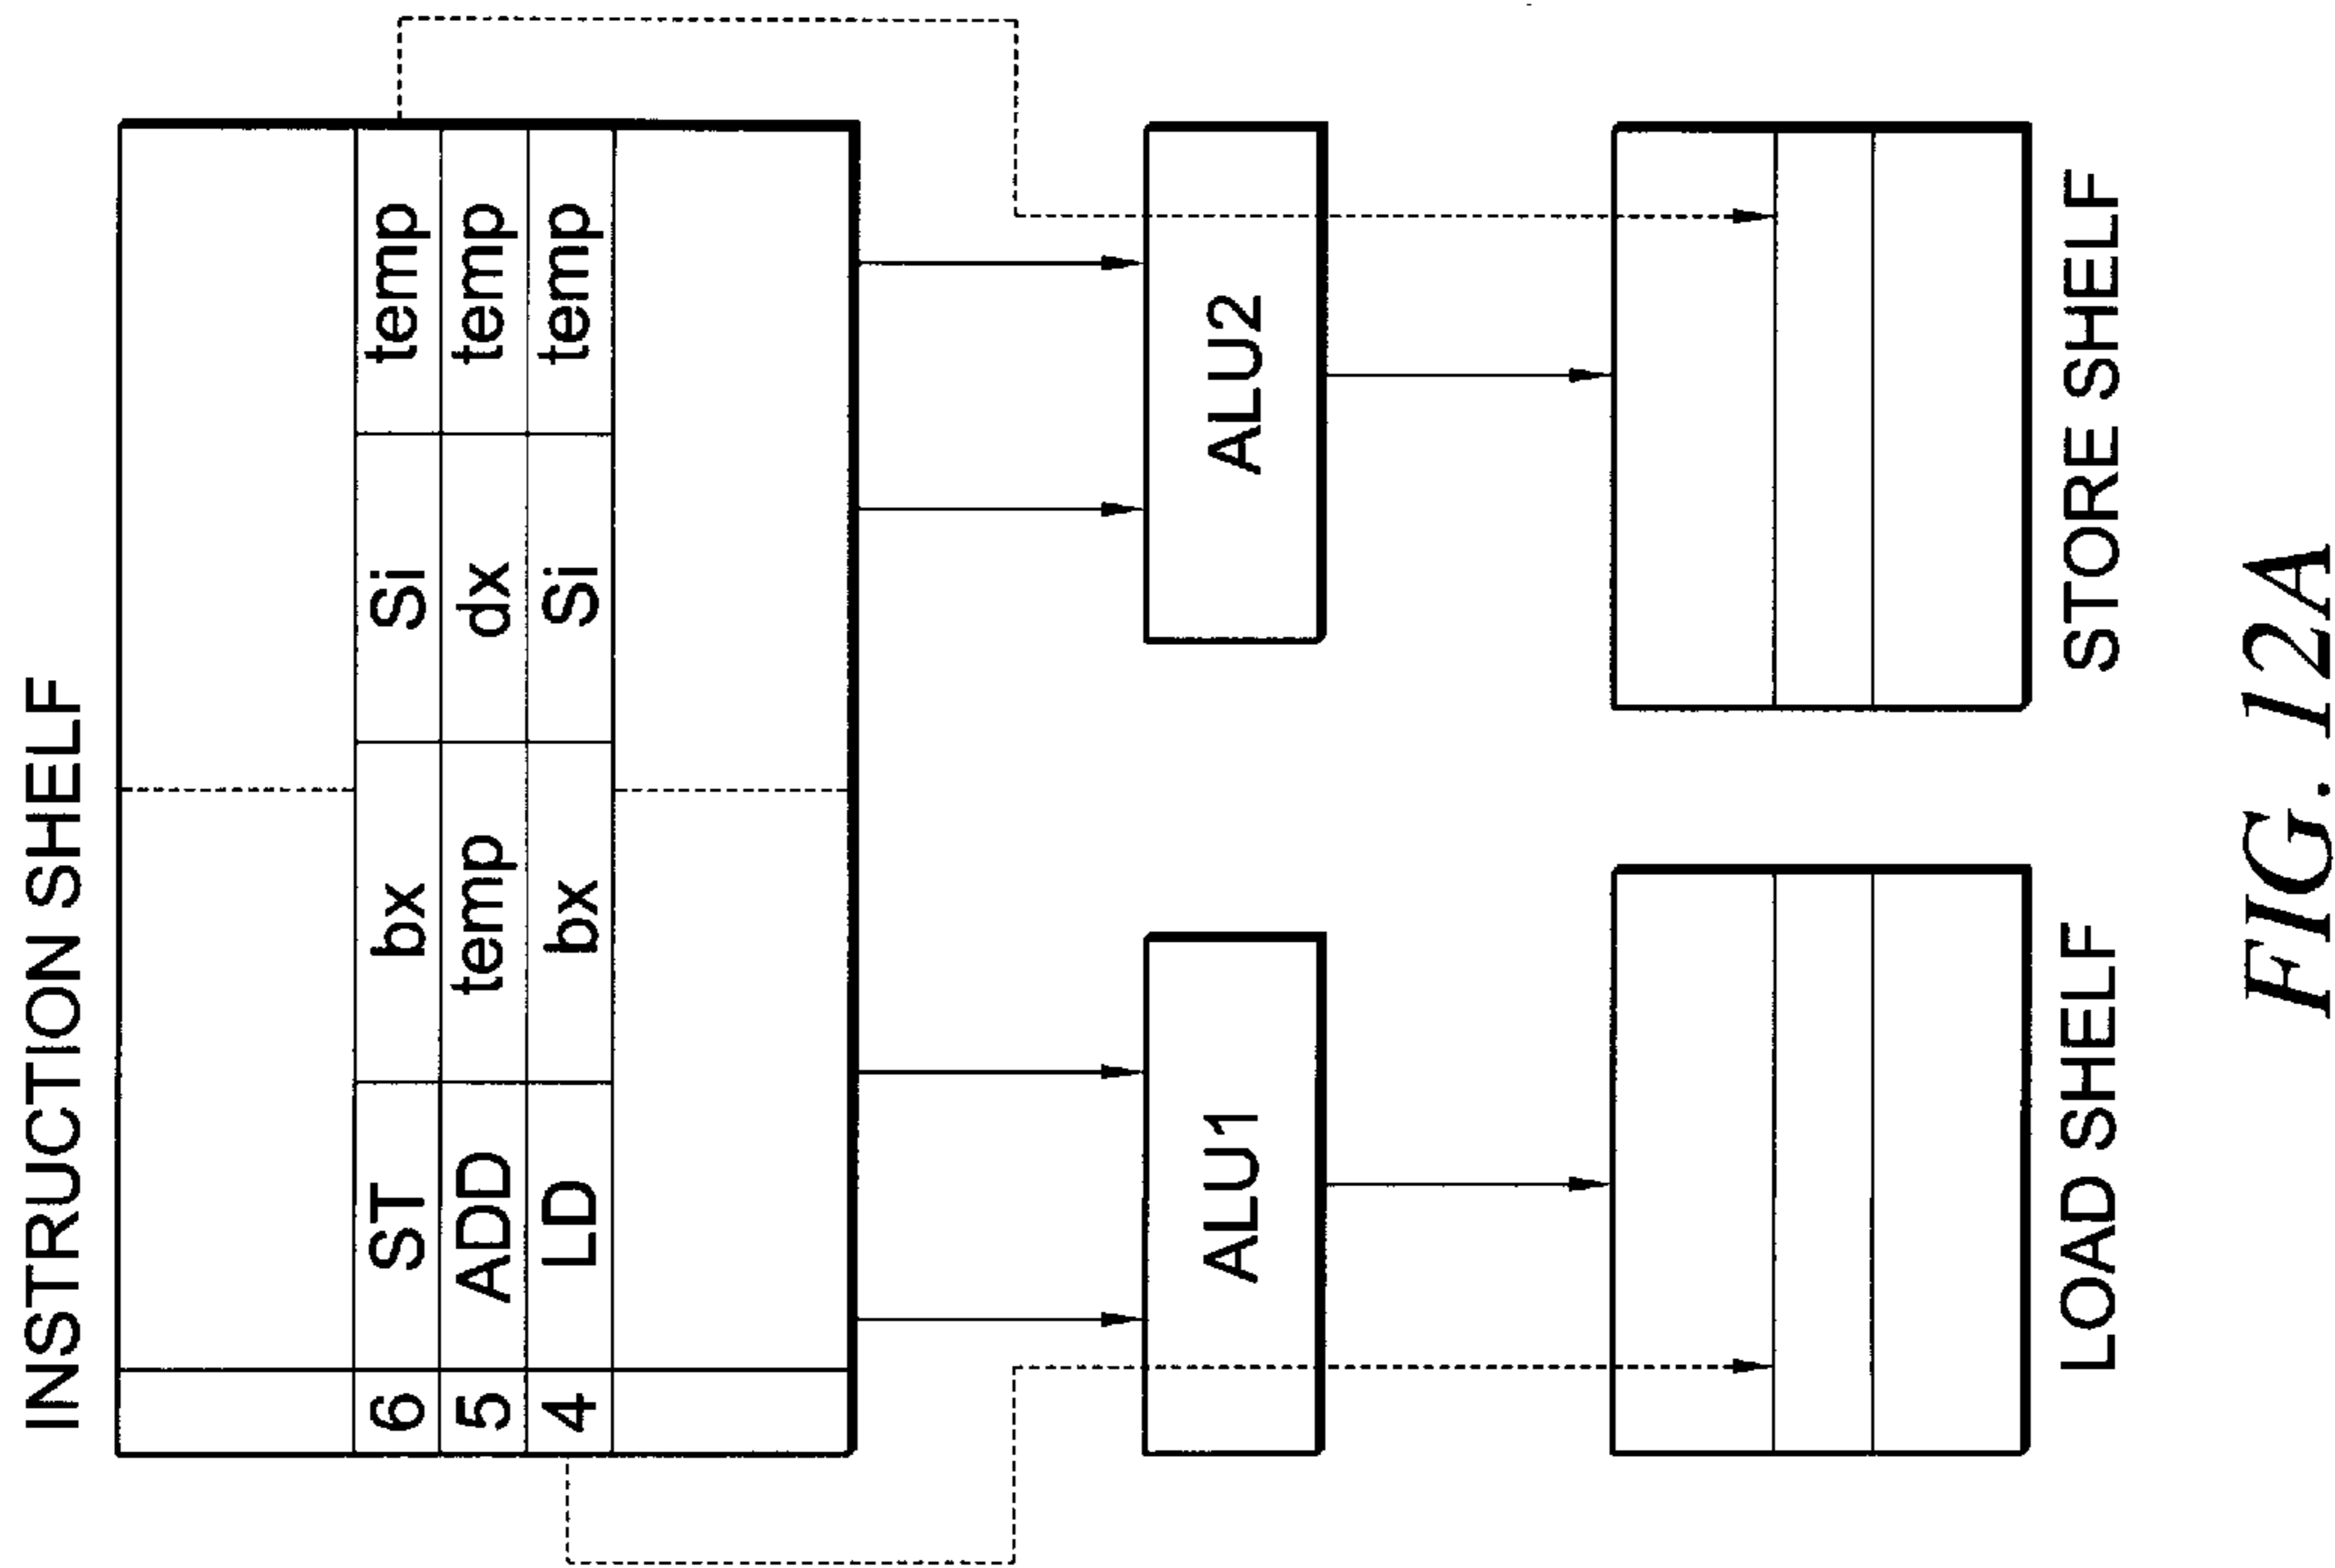 INSTRUCTION SHELF
6 ST bx Si temp
5 ADD temp dx temp
4 LD bx Si temp
ALU1 ALU2
LOAD SHELF STORE SHELF
FIG. 12A